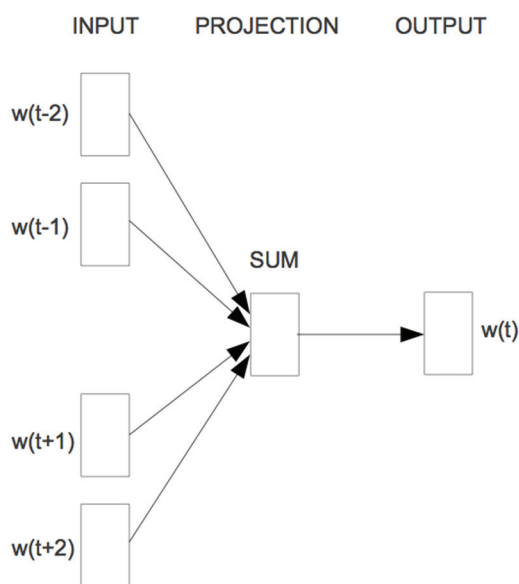 INPUT PROJECTION OUTPUT
w(t-2)
w(t-1)
SUM
w(t)
w(t+1)
w(t+2)